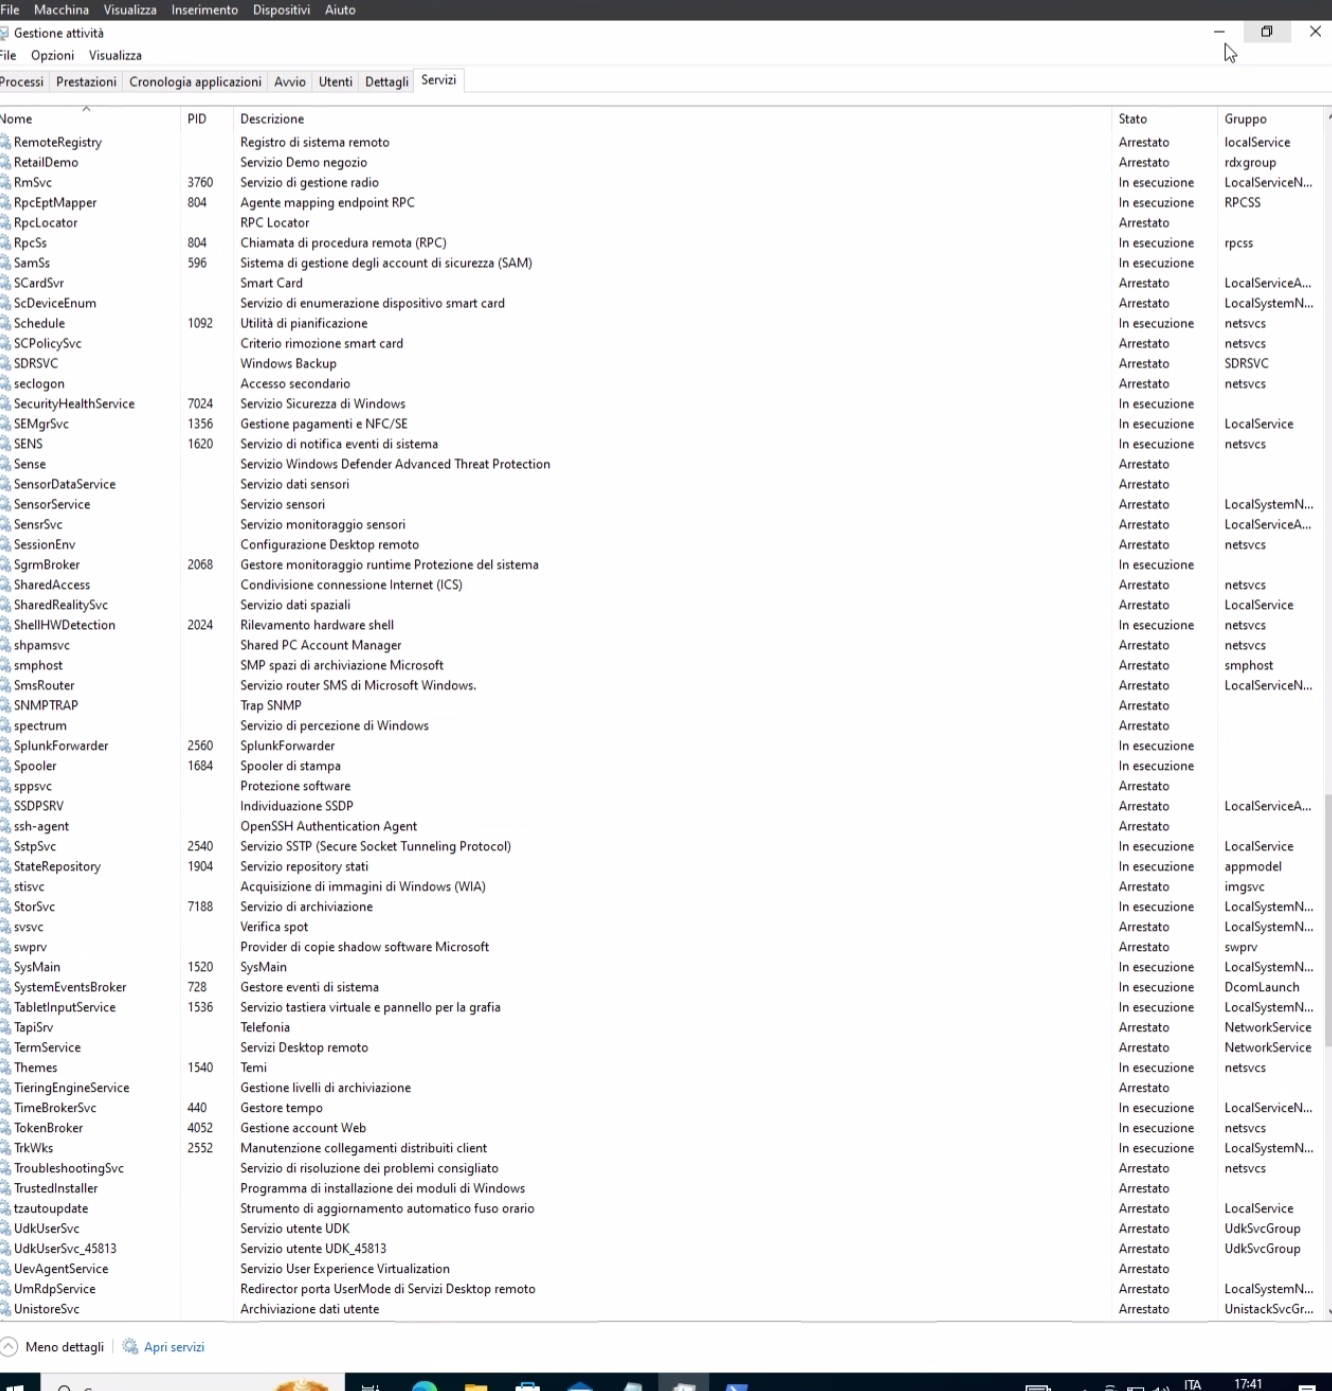 File Macchina Visualizza Inserimento Dispositivi Aiuto
Gestione attività
File Opzioni Visualizza
Processi Prestazioni Cronologia applicazioni Avvio Utenti Dettagli Servizi
Nome PID Descrizione Stato Gruppo
RemoteRegistry Registro di sistema remoto Arrestato localService
RetailDemo Servizio Demo negozio Arrestato rdxgroup
RmSvc 3760 Servizio di gestione radio In esecuzione LocalServiceN...
RpcEptMapper 804 Agente mapping endpoint RPC In esecuzione RPCSS
RpcLocator RPC Locator Arrestato
RpcSs 804 Chiamata di procedura remota (RPC) In esecuzione rpcss
SamSs 596 Sistema di gestione degli account di sicurezza (SAM) In esecuzione
SCardSvr Smart Card Arrestato LocalServiceA...
ScDeviceEnum Servizio di enumerazione dispositivo smart card Arrestato LocalSystemN...
Schedule 1092 Utilità di pianificazione In esecuzione netsvcs
SCPolicySvc Criterio rimozione smart card Arrestato netsvcs
SDRSVC Windows Backup Arrestato SDRSVC
seclogon Accesso secondario Arrestato netsvcs
SecurityHealthService 7024 Servizio Sicurezza di Windows In esecuzione
SEMgrSvc 1356 Gestione pagamenti e NFC/SE In esecuzione LocalService
SENS 1620 Servizio di notifica eventi di sistema In esecuzione netsvcs
Sense Servizio Windows Defender Advanced Threat Protection Arrestato
SensorDataService Servizio dati sensori Arrestato
SensorService Servizio sensori Arrestato LocalSystemN...
SensrSvc Servizio monitoraggio sensori Arrestato LocalServiceA...
SessionEnv Configurazione Desktop remoto Arrestato netsvcs
SgrmBroker 2068 Gestore monitoraggio runtime Protezione del sistema In esecuzione
SharedAccess Condivisione connessione Internet (ICS) Arrestato netsvcs
SharedRealitySvc Servizio dati spaziali Arrestato LocalService
ShellHWDetection 2024 Rilevamento hardware shell In esecuzione netsvcs
shpamsvc Shared PC Account Manager Arrestato netsvcs
smphost SMP spazi di archiviazione Microsoft Arrestato smphost
SmsRouter Servizio router SMS di Microsoft Windows. Arrestato LocalServiceN...
SNMPTRAP Trap SNMP Arrestato
spectrum Servizio di percezione di Windows Arrestato
SplunkForwarder 2560 SplunkForwarder In esecuzione
Spooler 1684 Spooler di stampa In esecuzione
sppsvc Protezione software Arrestato
SSDPSRV Individuazione SSDP Arrestato LocalServiceA...
ssh-agent OpenSSH Authentication Agent Arrestato
SstpSvc 2540 Servizio SSTP (Secure Socket Tunneling Protocol) In esecuzione LocalService
StateRepository 1904 Servizio repository stati In esecuzione appmodel
stisvc Acquisizione di immagini di Windows (WIA) Arrestato imgsvc
StorSvc 7188 Servizio di archiviazione In esecuzione LocalSystemN...
svsvc Verifica spot Arrestato LocalSystemN...
swprv Provider di copie shadow software Microsoft Arrestato swprv
SysMain 1520 SysMain In esecuzione LocalSystemN...
SystemEventsBroker 728 Gestore eventi di sistema In esecuzione DcomLaunch
TabletInputService 1536 Servizio tastiera virtuale e pannello per la grafia In esecuzione LocalSystemN...
TapiSrv Telefonia Arrestato NetworkService
TermService Servizi Desktop remoto Arrestato NetworkService
Themes 1540 Temi In esecuzione netsvcs
TieringEngineService Gestione livelli di archiviazione Arrestato
TimeBrokerSvc 440 Gestore tempo In esecuzione LocalServiceN...
TokenBroker 4052 Gestione account Web In esecuzione netsvcs
TrkWks 2552 Manutenzione collegamenti distribuiti client In esecuzione LocalSystemN...
TroubleshootingSvc Servizio di risoluzione dei problemi consigliato Arrestato netsvcs
TrustedInstaller Programma di installazione dei moduli di Windows Arrestato
tzautoupdate Strumento di aggiornamento automatico fuso orario Arrestato LocalService
UdkUserSvc Servizio utente UDK Arrestato UdkSvcGroup
UdkUserSvc_45813 Servizio utente UDK_45813 Arrestato UdkSvcGroup
UevAgentService Servizio User Experience Virtualization Arrestato
UmRdpService Redirector porta UserMode di Servizi Desktop remoto Arrestato LocalSystemN...
UnistoreSvc Archiviazione dati utente Arrestato UnistackSvcGr...
Meno dettagli Apri servizi
ITA 17:41